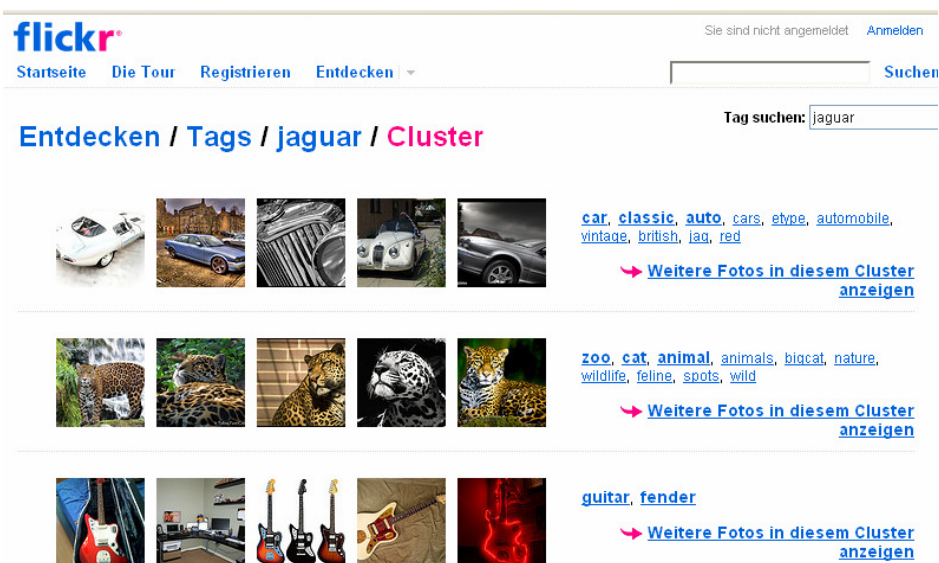 flickr
Sie sind nicht angemeldet Anmelden
Startseite Die Tour Registrieren Entdecken
Suchen
Tag suchen: jaguar
Entdecken / Tags / jaguar / Cluster
car, classic, auto, cars, etype, automobile,
vintage, british, jag, red
Weitere Fotos in diesem Cluster
anzeigen
zoo, cat, animal, animals, bigcat, nature,
wildlife, feline, spots, wild
Weitere Fotos in diesem Cluster
anzeigen
guitar, fender
Weitere Fotos in diesem Cluster
anzeigen